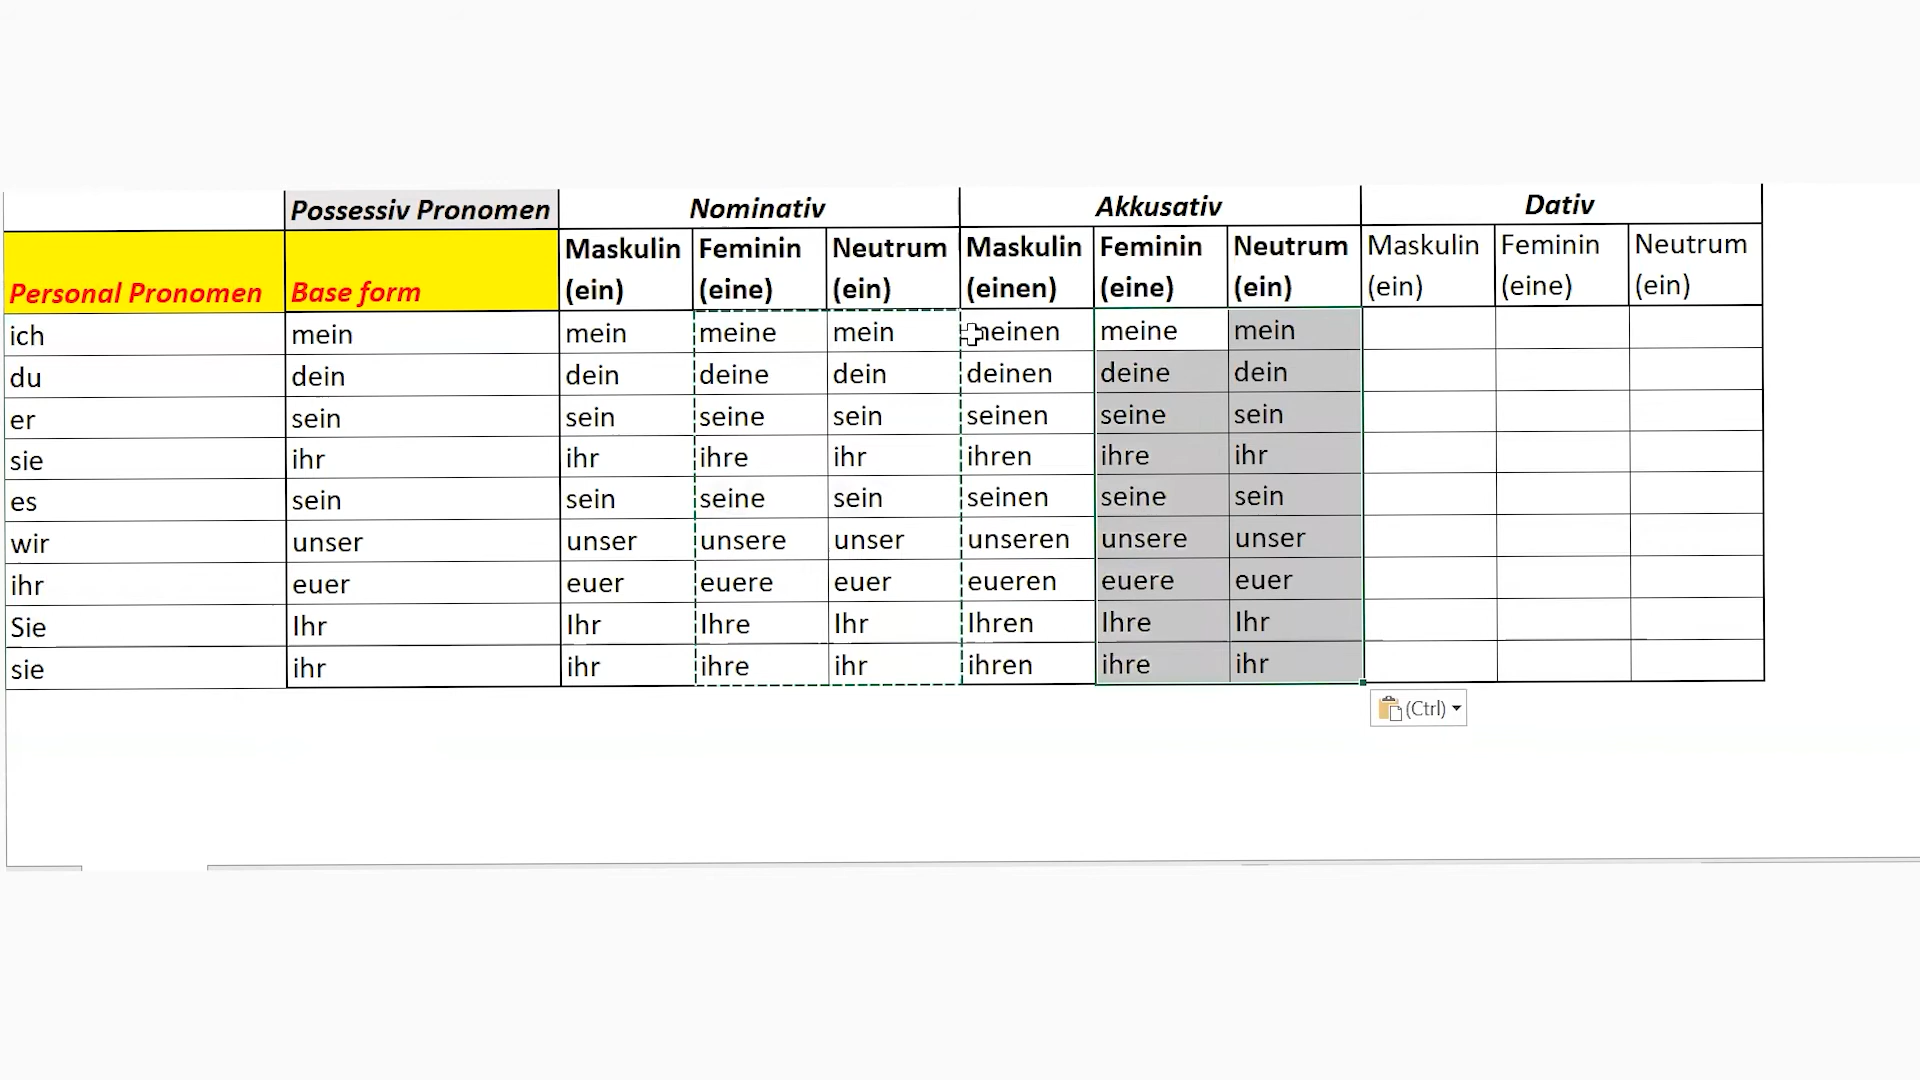 Possessiv Pronomen Nominativ Akkusativ Dativ
Personal Pronomen Base form Maskulin (ein) Feminin (eine) Neutrum (ein) Maskulin (einen) Feminin (eine) Neutrum (ein) Maskulin (ein) Feminin (eine) Neutrum (ein)
ich mein mein meine mein meinen meine mein
du dein dein deine dein deinen deine dein
er sein sein seine sein seinen seine sein
sie ihr ihr ihre ihr ihren ihre ihr
es sein sein seine sein seinen seine sein
wir unser unser unsere unser unseren unsere unser
ihr euer euer euere euer eueren euere euer
Sie Ihr Ihr Ihre Ihr Ihren Ihre Ihr
sie ihr ihr ihre ihr ihren ihre ihr
(Ctrl)